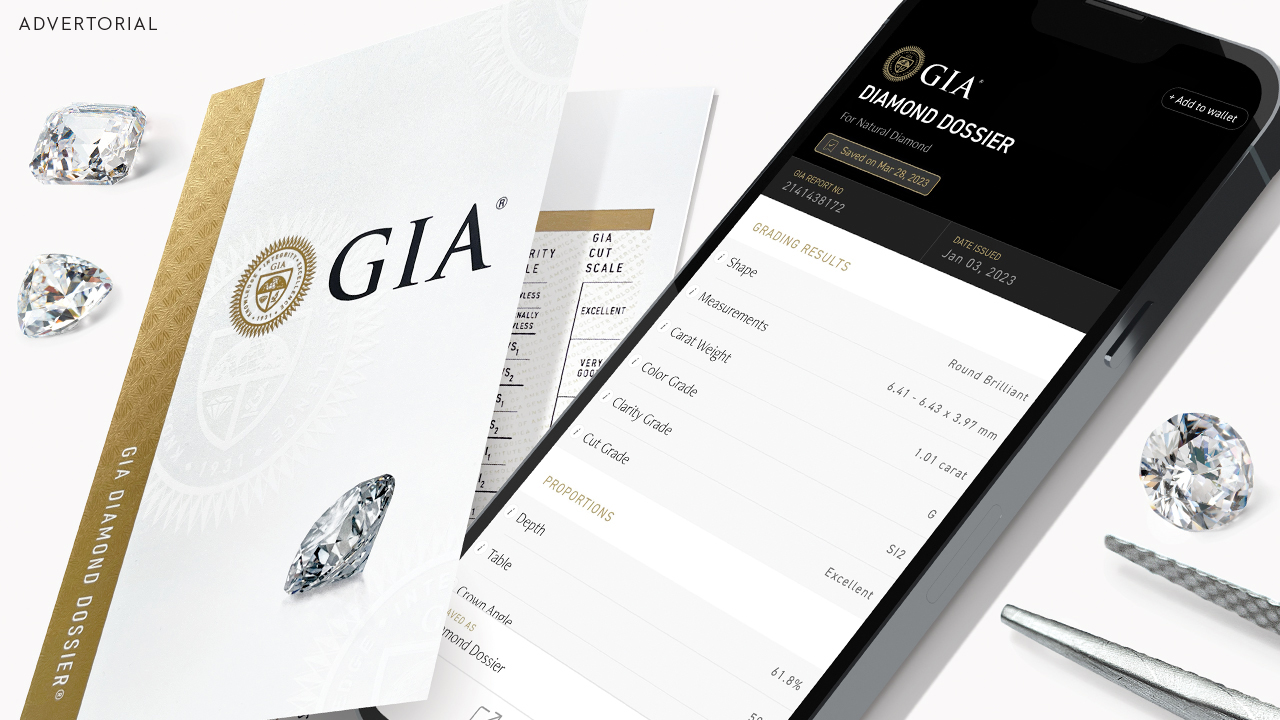 ADVERTORIAL
GIA®
GIA DIAMOND DOSSIER®
GIA
CUT
SCALE
EXCELLENT
VERY
GIA®
DIAMOND DOSSIER
For Natural Diamond
+ Add to wallet
Saved on Mar 28, 2023
GIA REPORT NO
2141438172
DATE ISSUED
Jan 03, 2023
GRADING RESULTS
i Shape
Round Brilliant
i Measurements
6.41 - 6.43 x 3.97 mm
i Carat Weight
1.01 carat
i Color Grade
G
i Clarity Grade
SI2
i Cut Grade
Excellent
PROPORTIONS
i Depth
61.8%
i Table
Crown Angle
Dossier